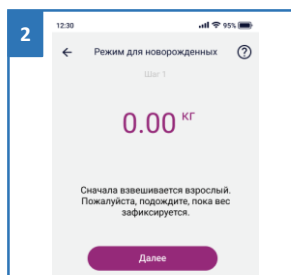 2
12:30 95%
Режим для новорожденных ?
Шаг 1
0.00 кг
Сначала взвешивается взрослый.
Пожалуйста, подождите, пока вес
зафиксируется.
Далее